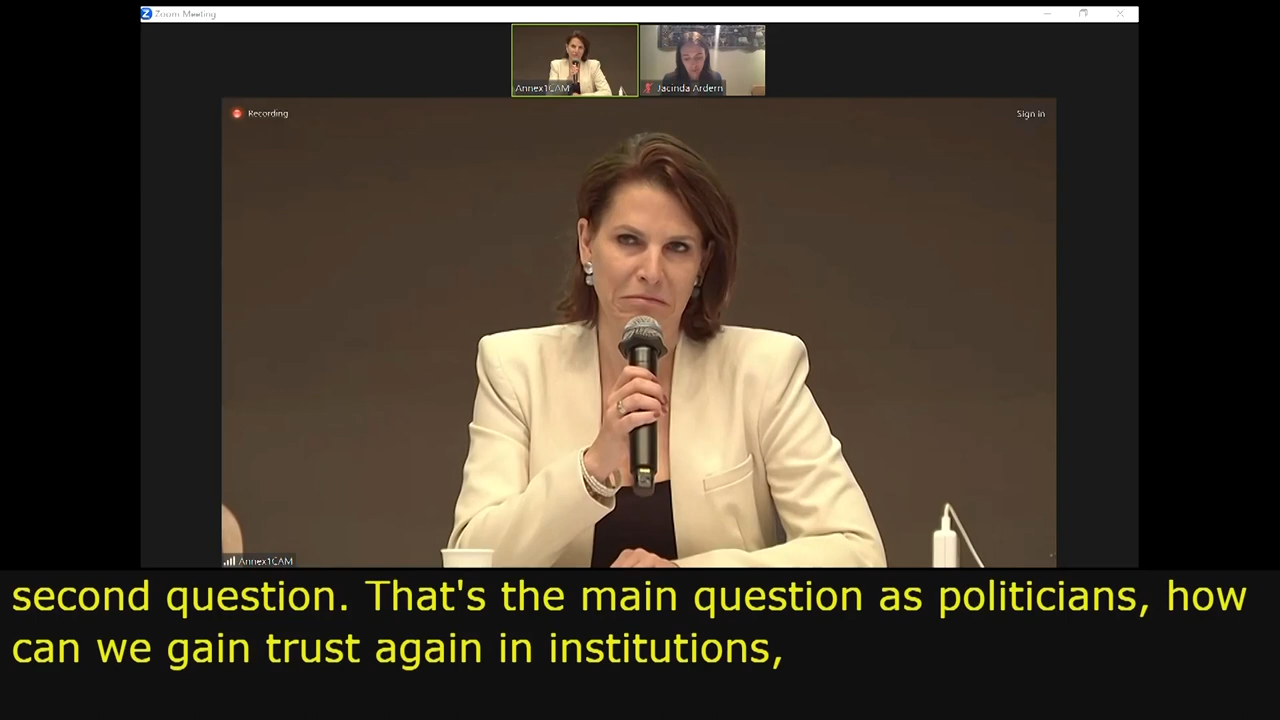 Zoom Meeting
Annex1CAM
Jacinda Ardern
Recording
Sign in
Annex1CAM
second question. That's the main question as politicians, how
can we gain trust again in institutions,